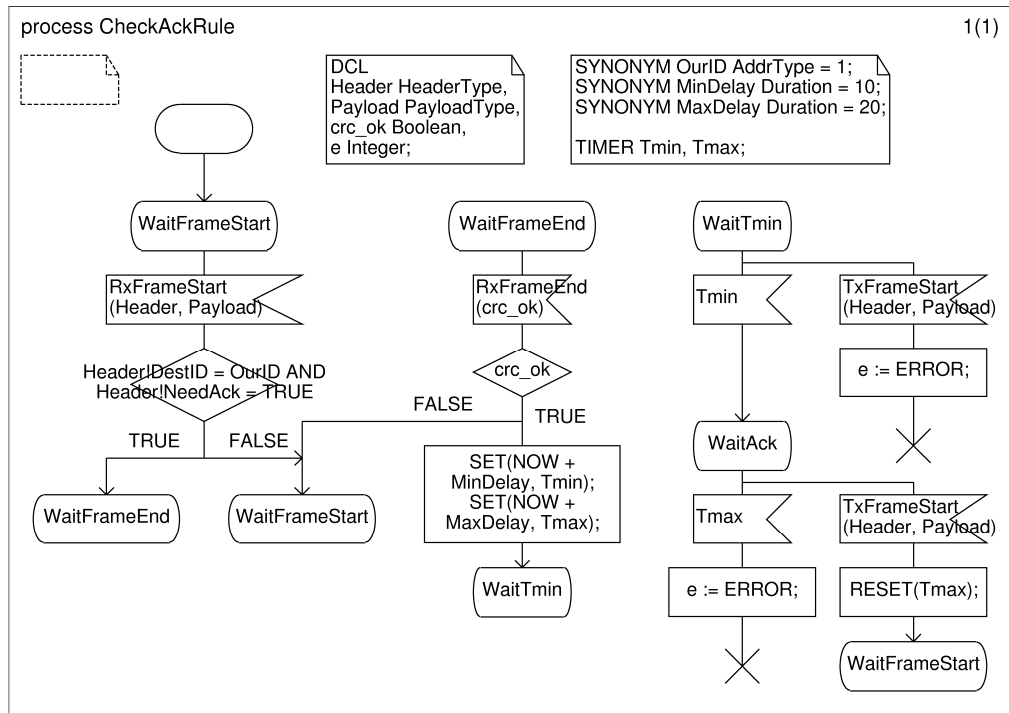 process CheckAckRule
1(1)
DCL
Header HeaderType,
Payload PayloadType,
crc_ok Boolean,
e Integer;
SYNONYM OurID AddrType = 1;
SYNONYM MinDelay Duration = 10;
SYNONYM MaxDelay Duration = 20;
TIMER Tmin, Tmax;
WaitFrameStart
RxFrameStart
(Header, Payload)
Header!DestID = OurID AND
Header!NeedAck = TRUE
TRUE
FALSE
WaitFrameEnd
WaitFrameStart
WaitFrameEnd
RxFrameEnd
(crc_ok)
crc_ok
FALSE
TRUE
SET(NOW +
MinDelay, Tmin);
SET(NOW +
MaxDelay, Tmax);
WaitTmin
WaitTmin
Tmin
TxFrameStart
(Header, Payload)
e := ERROR;
WaitAck
Tmax
TxFrameStart
(Header, Payload)
e := ERROR;
RESET(Tmax);
WaitFrameStart